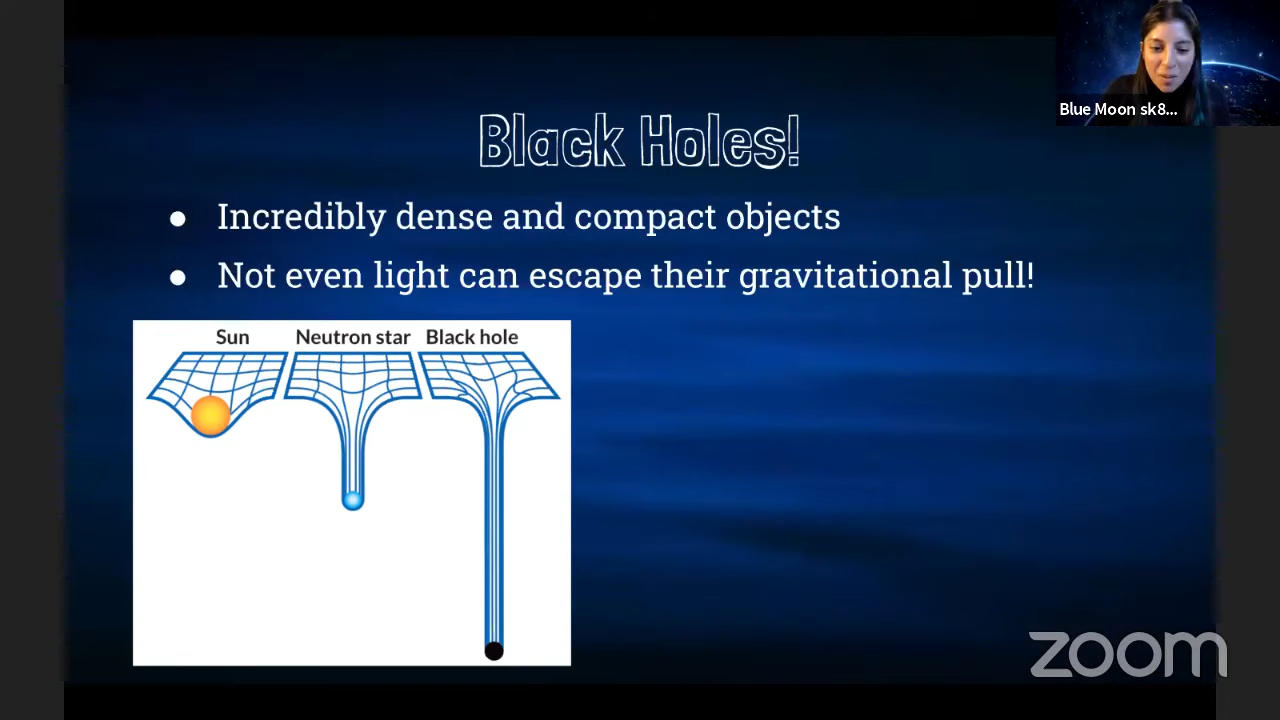 Blue Moon sk8...
Black Holes!
● Incredibly dense and compact objects
● Not even light can escape their gravitational pull!
Sun Neutron star Black hole
zoom